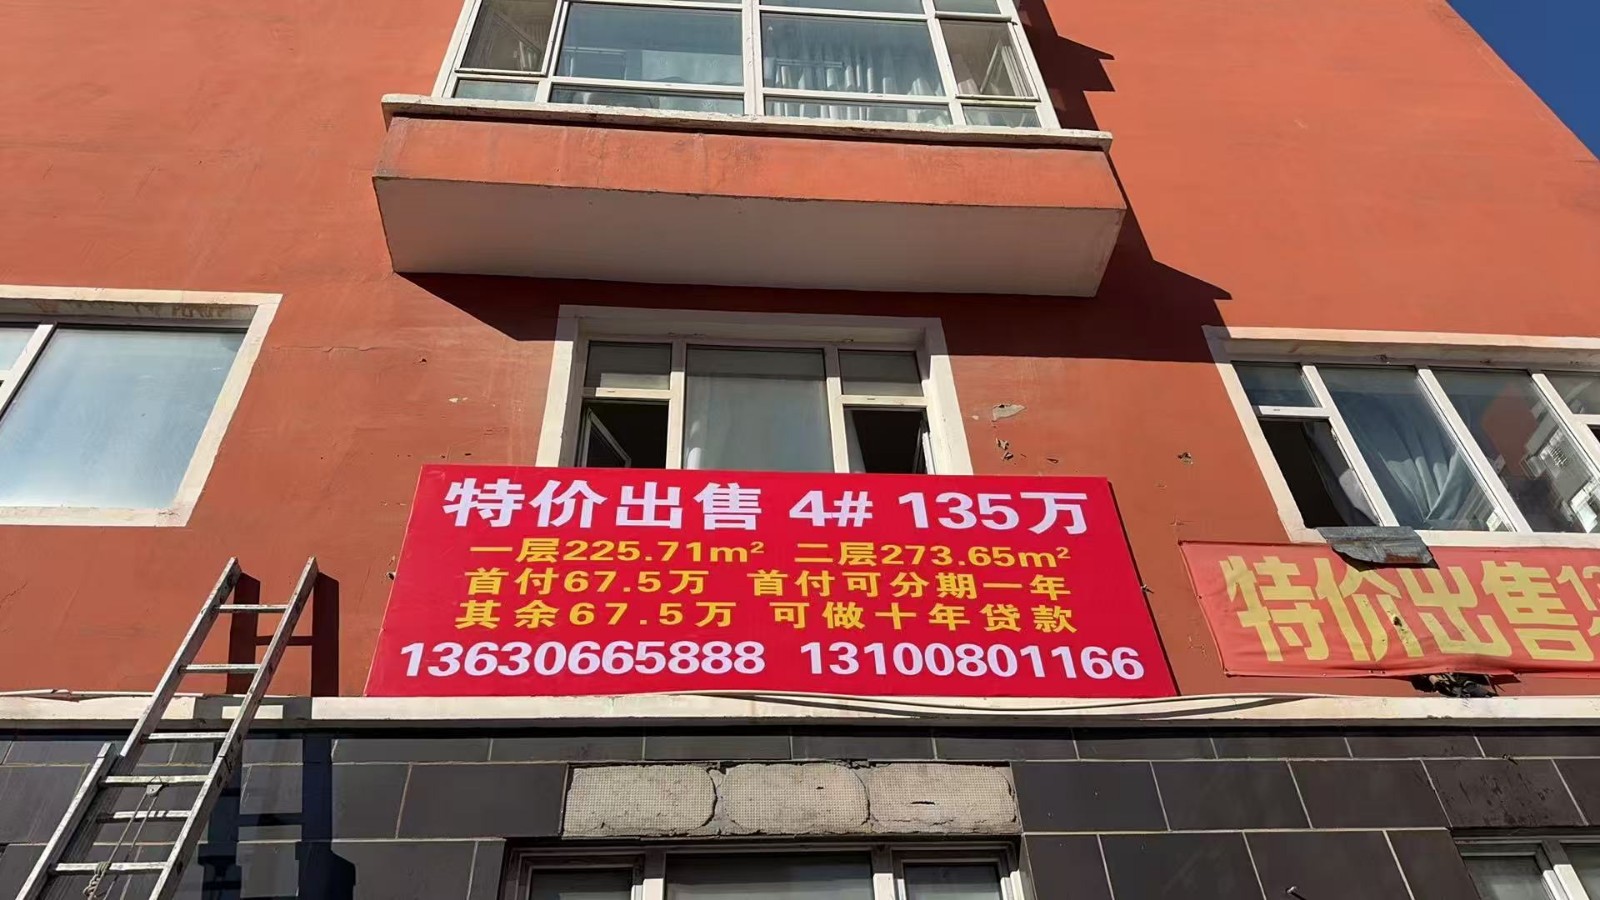 特价出售 4# 135万
一层225.71m² 二层273.65m²
首付67.5万 首付可分期一年
其余67.5万 可做十年贷款
13630665888 13100801166
特价出售